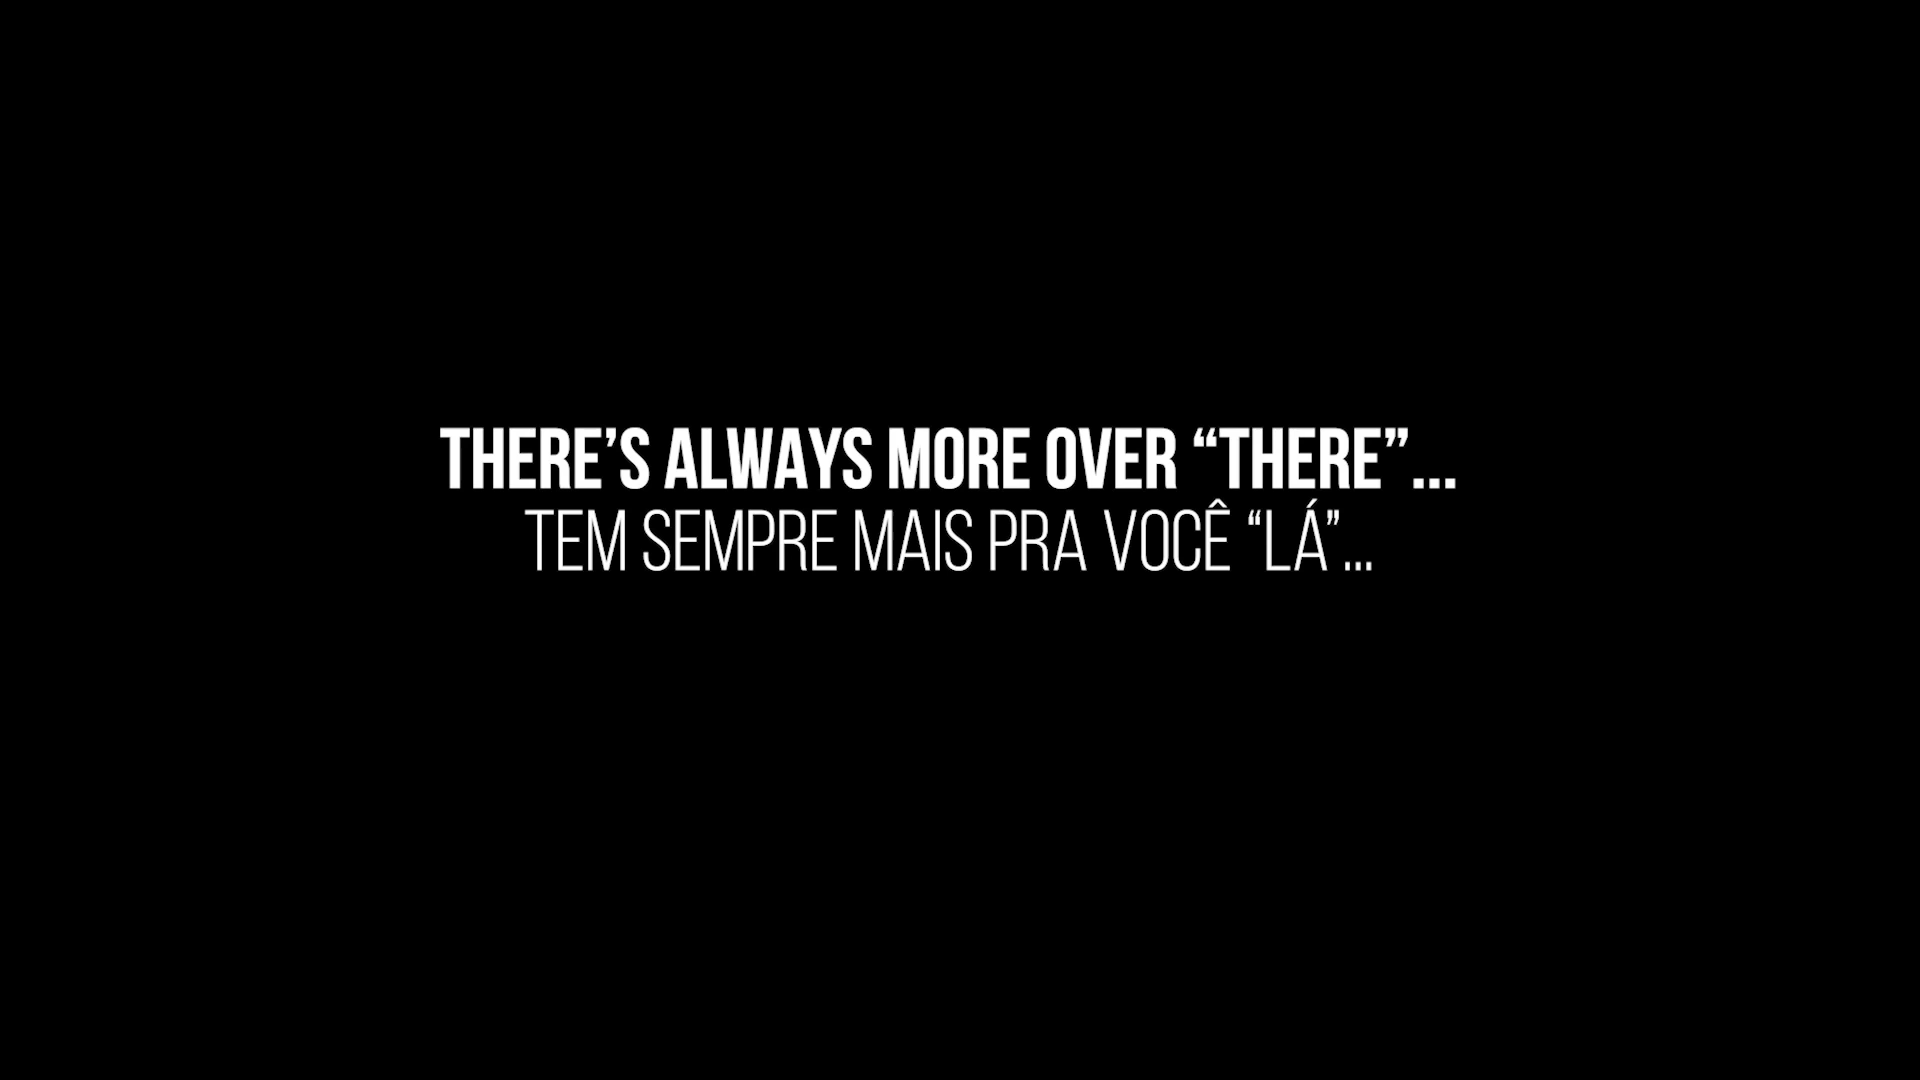 THERE’S ALWAYS MORE OVER “THERE”...
TEM SEMPRE MAIS PRA VOCÊ “LÁ”...